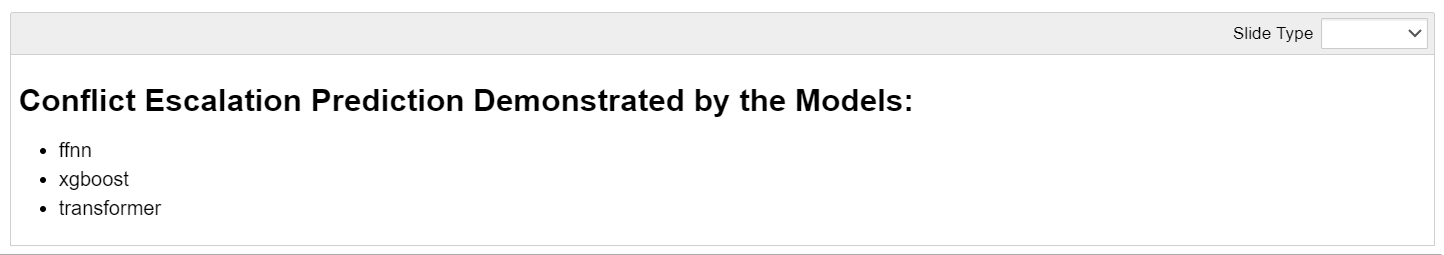 Slide Type
Conflict Escalation Prediction Demonstrated by the Models:
ffnn
xgboost
transformer